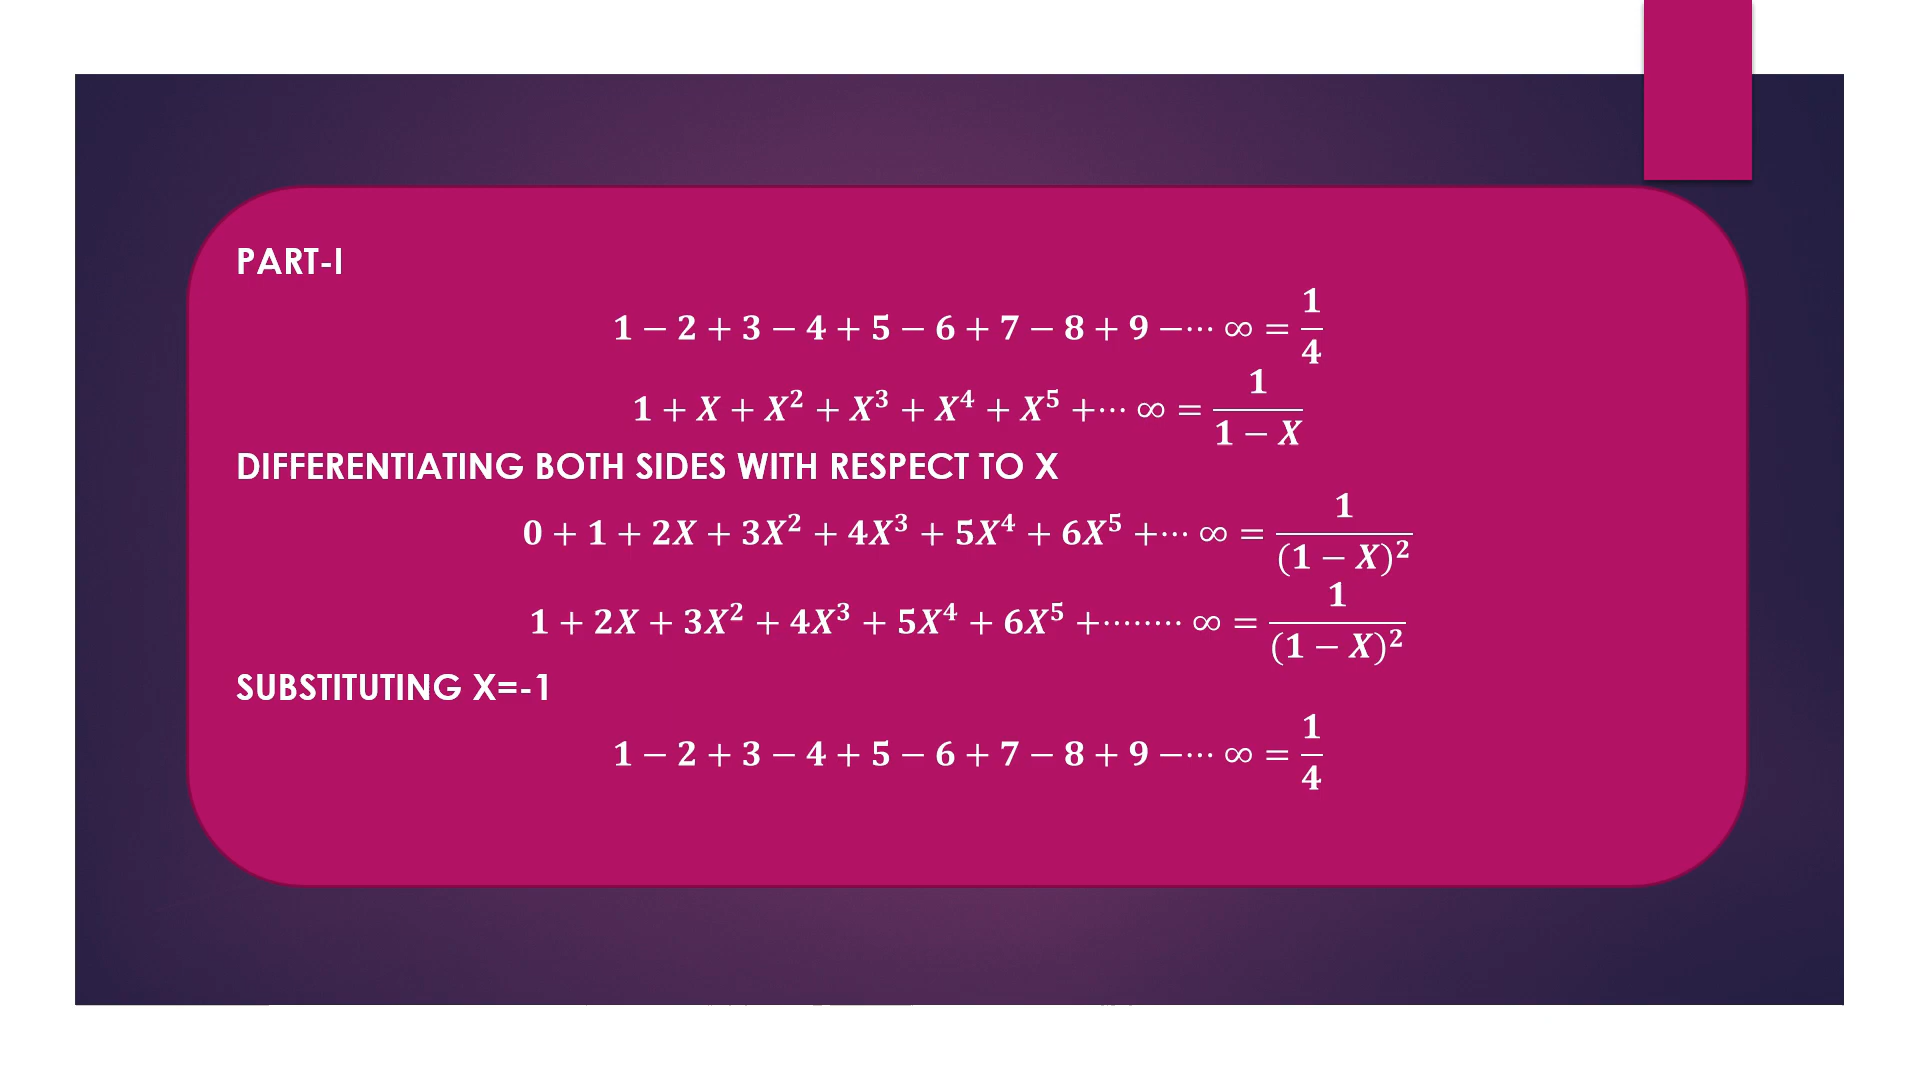 PART-I
1 − 2 + 3 − 4 + 5 − 6 + 7 − 8 + 9 −⋯ ∞ = 1/4
1 + X + X² + X³ + X⁴ + X⁵ +⋯ ∞ = 1/(1 − X)
DIFFERENTIATING BOTH SIDES WITH RESPECT TO X
0 + 1 + 2X + 3X² + 4X³ + 5X⁴ + 6X⁵ +⋯ ∞ = 1/(1 − X)²
1 + 2X + 3X² + 4X³ + 5X⁴ + 6X⁵ +⋯⋯⋯ ∞ = 1/(1 − X)²
SUBSTITUTING X=-1
1 − 2 + 3 − 4 + 5 − 6 + 7 − 8 + 9 −⋯ ∞ = 1/4